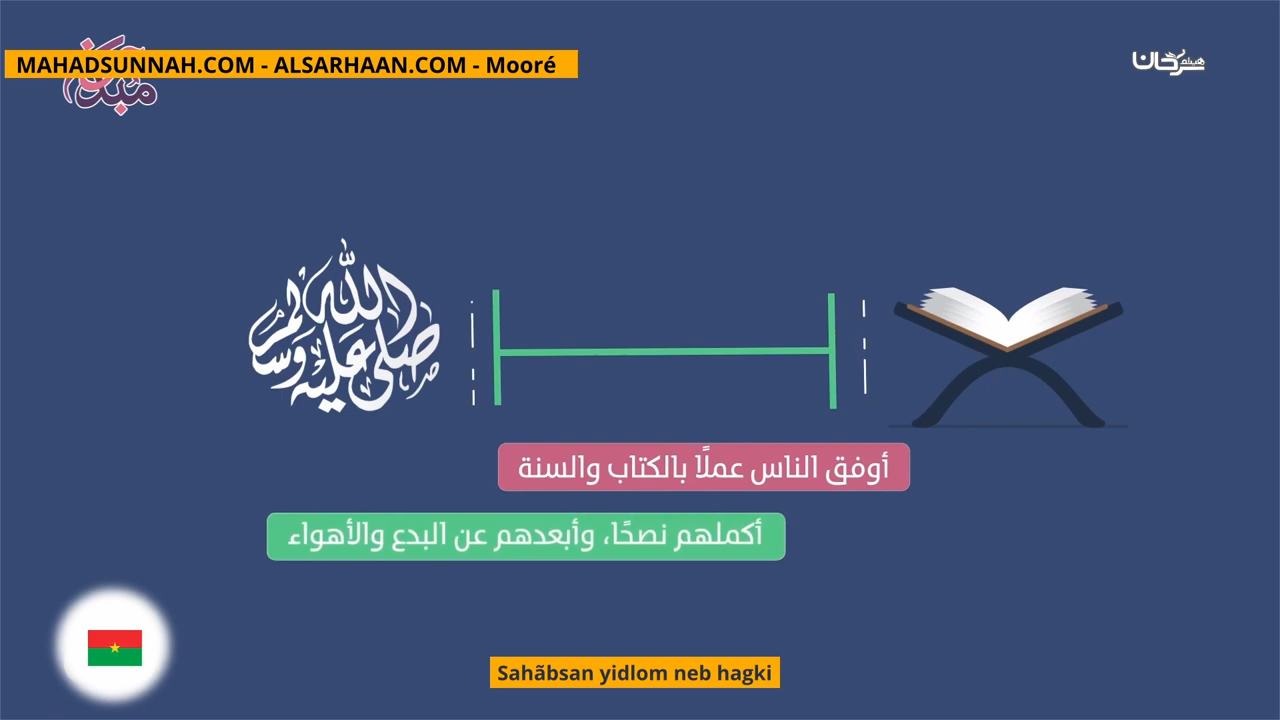 MAHADSUNNAH.COM - ALSARHAAN.COM - Mooré
صلى الله عليه وسلم
أوفق الناس عملًا بالكتاب والسنة
أكملهم نصحًا، وأبعدهم عن البدع والأهواء
Sahãbsan yidlom neb hagki